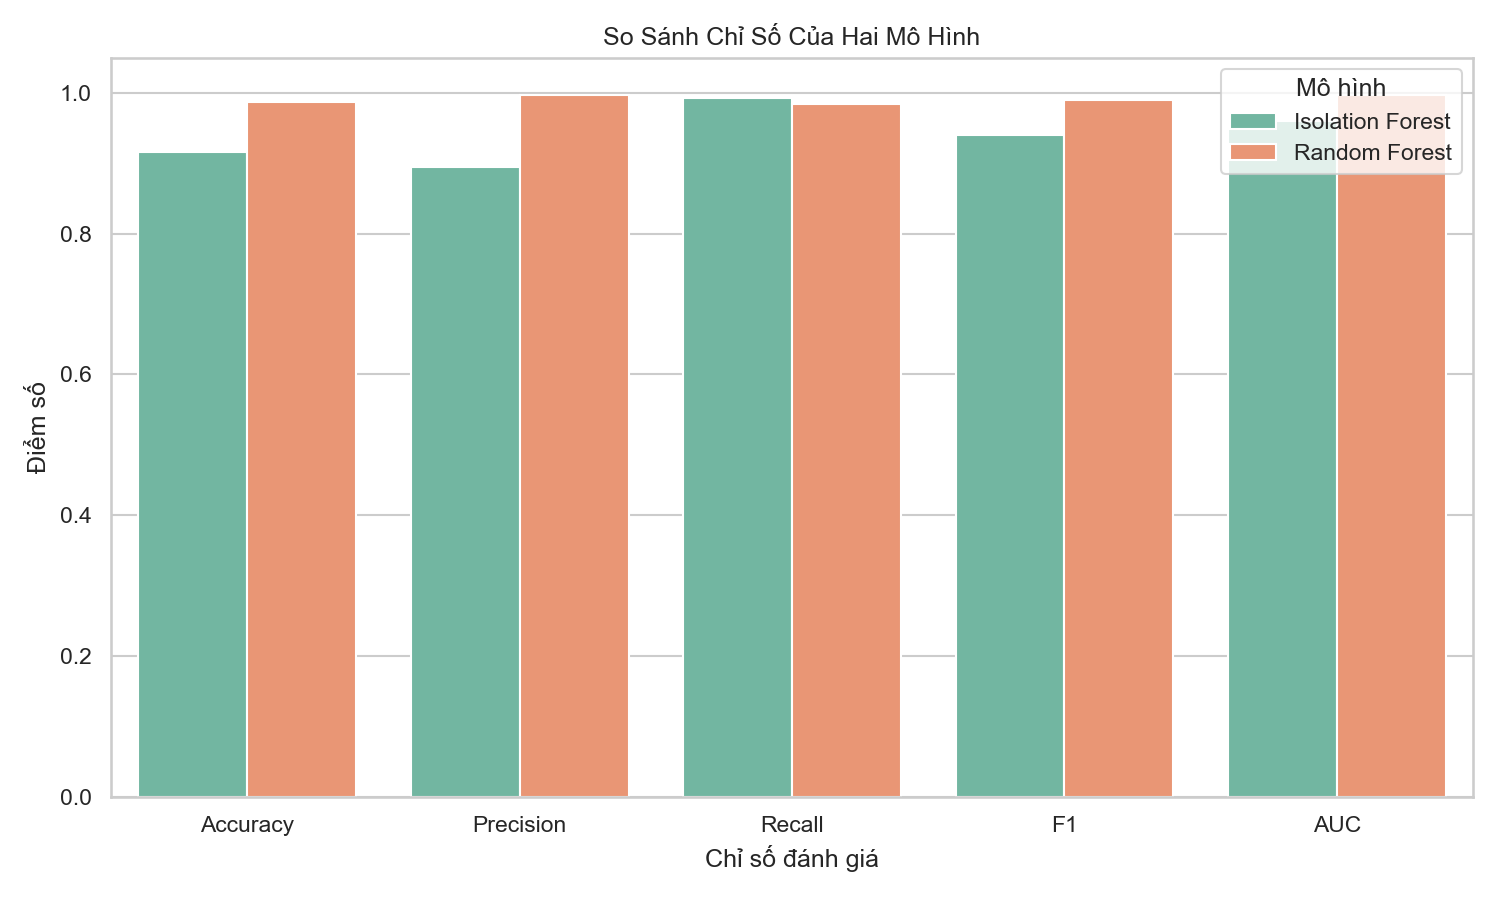 So Sánh Chỉ Số Của Hai Mô Hình
Mô hình
Isolation Forest
Random Forest
Điểm số
1.0
0.8
0.6
0.4
0.2
0.0
Accuracy
Precision
Recall
F1
AUC
Chỉ số đánh giá